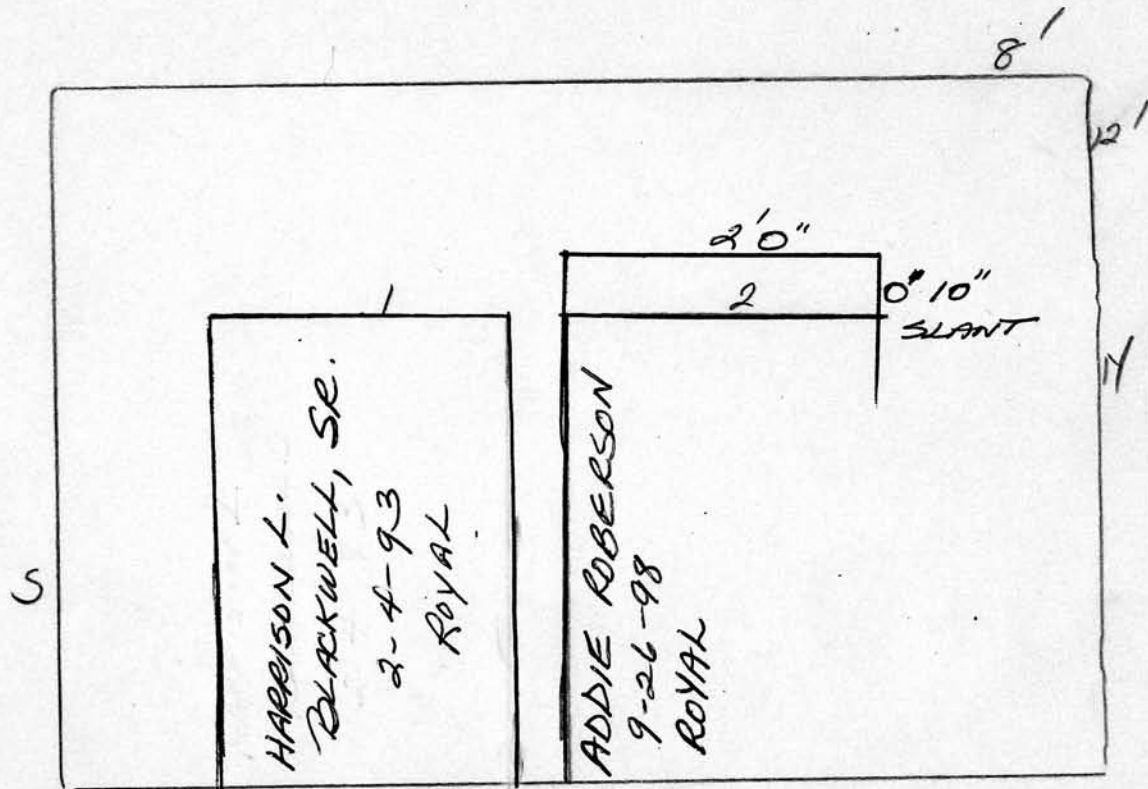 8'
12'
2'0"
1
2
0" 10"
SLANT
HARRISON L.
BLACKWELL, SR.
2-4-93
ROYAL
ADDIE ROBERSON
9-26-98
ROYAL
S